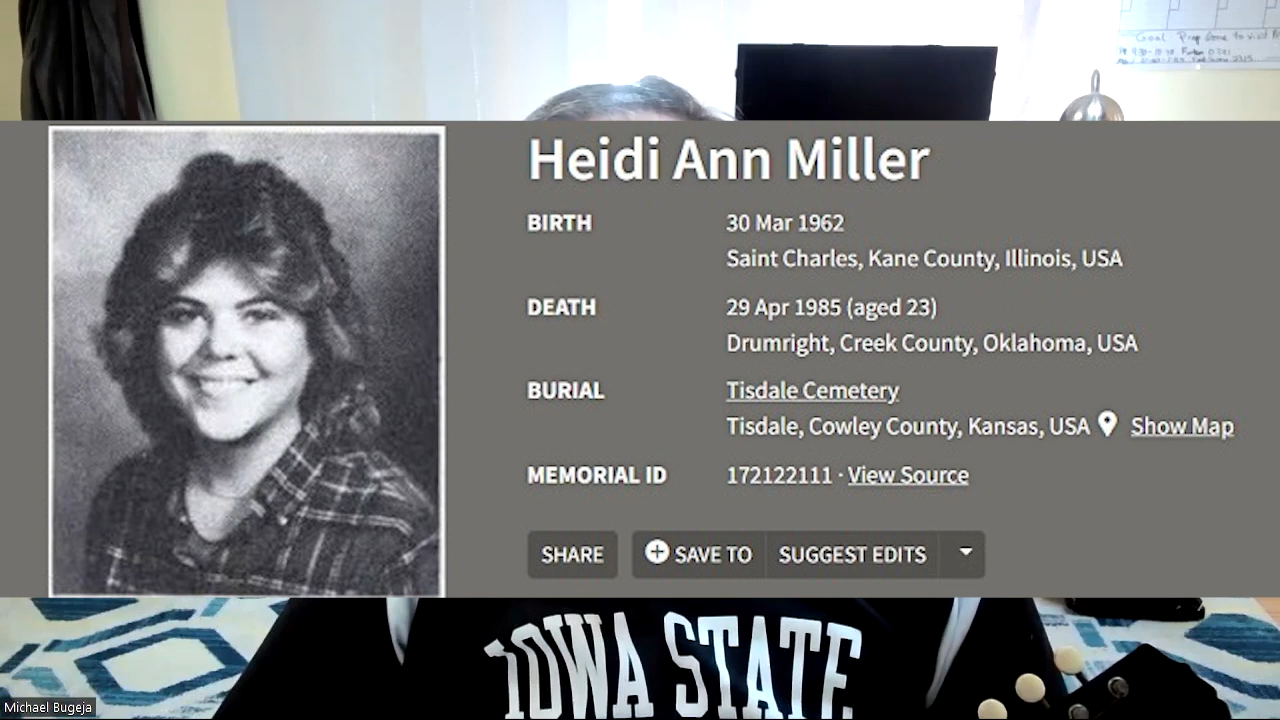 Goal
Heidi Ann Miller
BIRTH
30 Mar 1962
Saint Charles, Kane County, Illinois, USA
DEATH
29 Apr 1985 (aged 23)
Drumright, Creek County, Oklahoma, USA
BURIAL
Tisdale Cemetery
Tisdale, Cowley County, Kansas, USA Show Map
MEMORIAL ID
172122111 · View Source
SHARE
SAVE TO
SUGGEST EDITS
IOWA STATE
Michael Bugeja